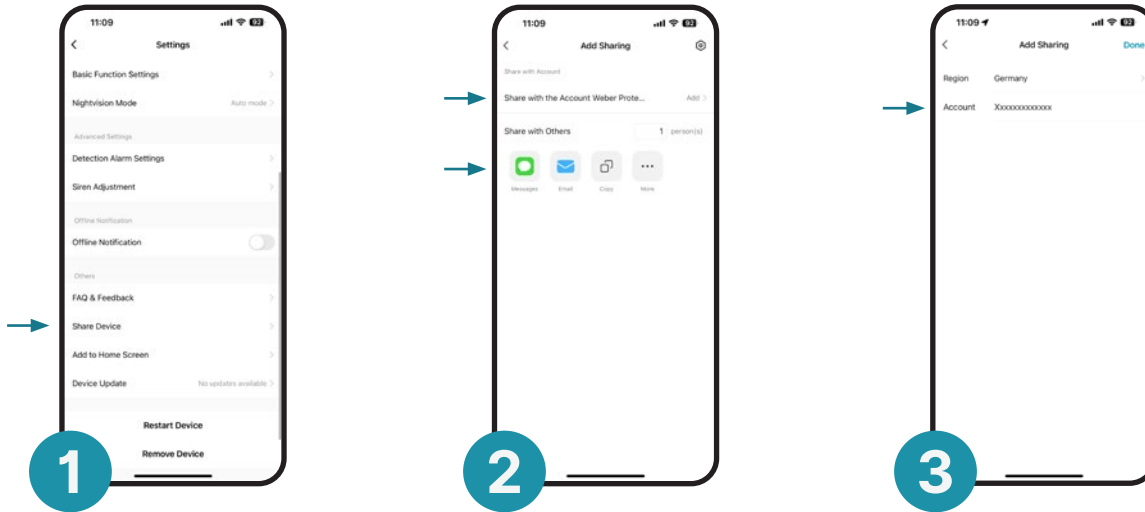 11:09
92
Settings
Basic Function Settings
Nightvision Mode Auto mode
Advanced Settings
Detection Alarm Settings
Siren Adjustment
Offline Notification
Offline Notification
Others
FAQ & Feedback
Share Device
Add to Home Screen
Device Update No updates available
Restart Device
Remove Device
1
11:09
92
Add Sharing
Share with Account
Share with the Account Weber Prote... Add
Share with Others 1 person(s)
Messages Email Copy More
2
11:09
92
Add Sharing Done
Region Germany
Account Xxxxxxxxxxxxx
3